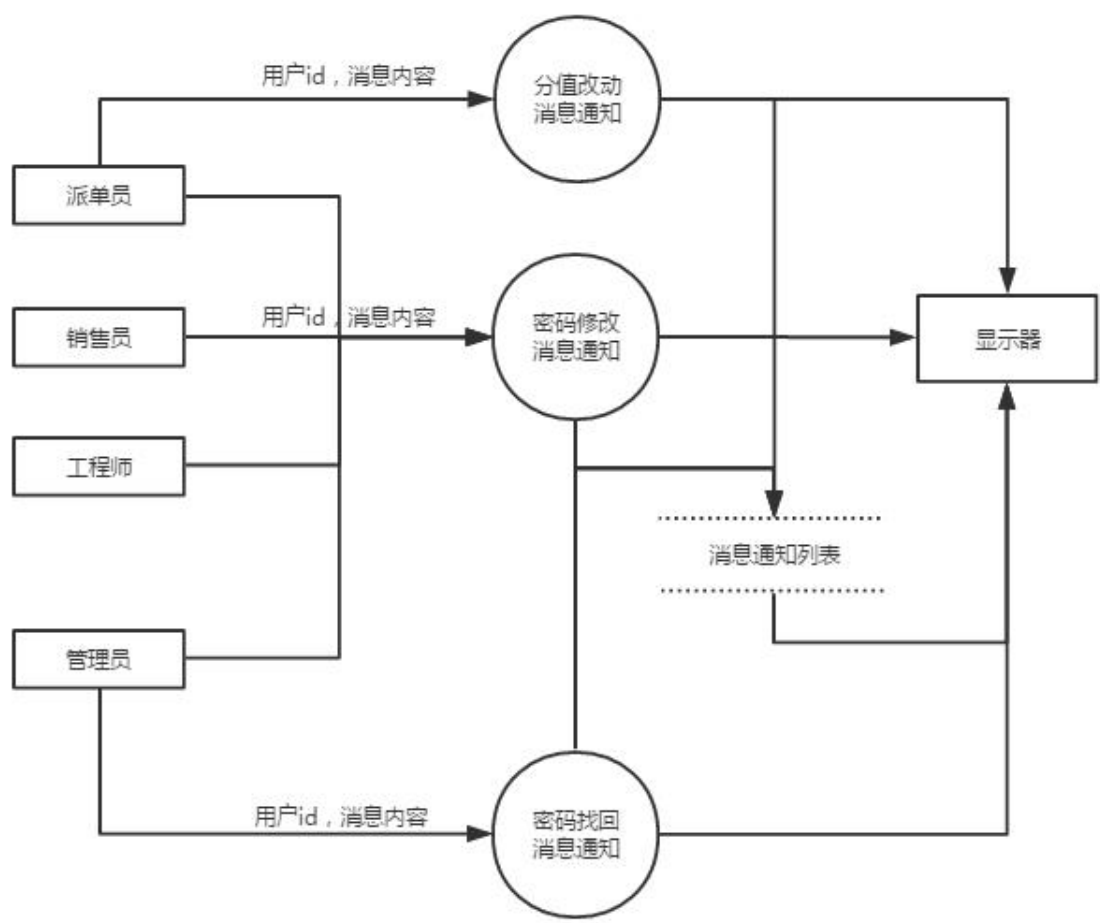 用户id，消息内容
分值改动
消息通知
派单员
销售员
用户id，消息内容
密码修改
消息通知
显示器
工程师
消息通知列表
管理员
用户id，消息内容
密码找回
消息通知